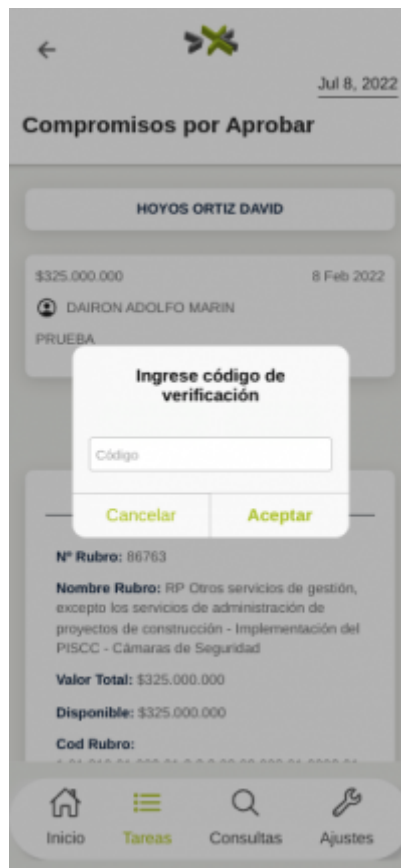 Jul 8, 2022
Compromisos por Aprobar
HOYOS ORTIZ DAVID
$325.000.000 8 Feb 2022
DAIRON ADOLFO MARIN
PRUEBA
Ingrese código de
verificación
Código
Cancelar Aceptar
Nº Rubro: 86763
Nombre Rubro: RP Otros servicios de gestión,
excepto los servicios de administración de
proyectos de construcción - Implementación del
PISCC - Cámaras de Seguridad
Valor Total: $325.000.000
Disponible: $325.000.000
Cod Rubro:
Inicio Tareas Consultas Ajustes